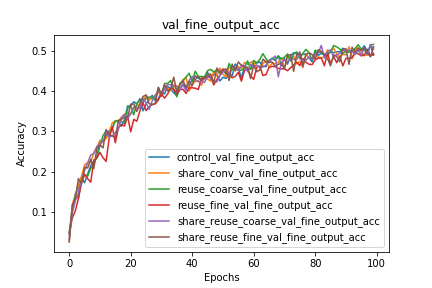 val_fine_output_acc
Accuracy
0.5
0.4
0.3
0.2
0.1
control_val_fine_output_acc
share_conv_val_fine_output_acc
reuse_coarse_val_fine_output_acc
reuse_fine_val_fine_output_acc
share_reuse_coarse_val_fine_output_acc
share_reuse_fine_val_fine_output_acc
0 20 40 60 80 100
Epochs